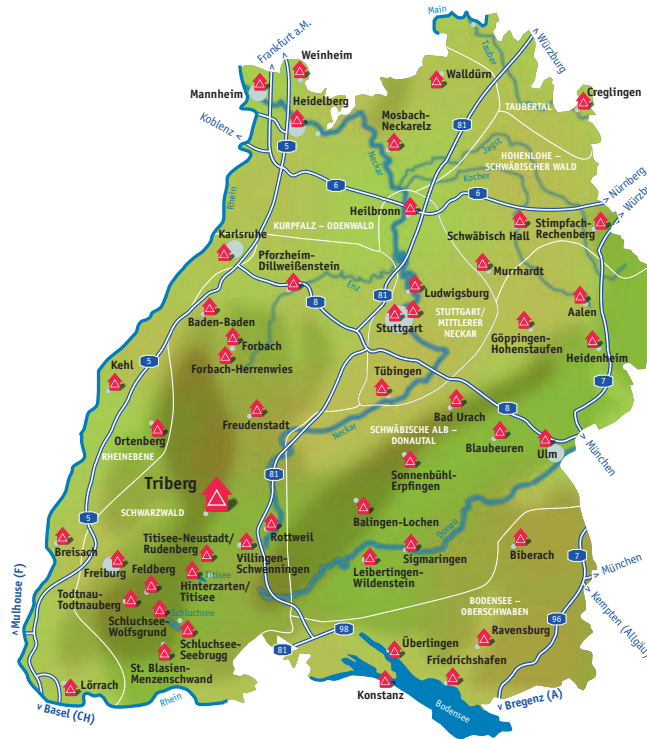 Main
Frankfurt a.M.
Weinheim
Tauber
Würzburg
Walldürn
Mannheim
TAUBERTAL
Creglingen
Heidelberg
Koblenz
Mosbach-
Neckarelz
81
5
Neckar
Jagst
HOHENLOHE –
SCHWÄBISCHER WALD
Kocher
6
6
Nürnberg
Rhein
Heilbronn
KURPFALZ – ODENWALD
Schwäbisch Hall
Stimpfach-
Rechenberg
Karlsruhe
Pforzheim-
Dillweißenstein
Murrhardt
Enz
81
Ludwigsburg
8
Baden-Baden
Stuttgart
STUTTGART/
MITTLERER
NECKAR
Aalen
Forbach
Göppingen-
Hohenstaufen
Heidenheim
5
Forbach-Herrenwies
Kehl
Tübingen
7
Freudenstadt
Bad Urach
8
Neckar
SCHWÄBISCHE ALB –
DONAUTAL
Ortenberg
Blaubeuren
Ulm
München
RHEINEBENE
81
Sonnenbühl-
Erpfingen
Triberg
SCHWARZWALD
Balingen-Lochen
5
Rottweil
Donau
Breisach
Titisee-Neustadt/
Rudenberg
Villingen-
Schwenningen
Sigmaringen
Biberach
7
Freiburg
Feldberg
Titisee
Hinterzarten/
Titisee
Leibertingen-
Wildenstein
München
Mulhouse (F)
Todtnau-
Todtnauberg
Schluchsee
BODENSEE –
OBERSCHWABEN
Kempten (Allgäu)
Schluchsee-
Wolfsgrund
98
96
Schluchsee-
Seebrugg
81
Überlingen
Ravensburg
St. Blasien-
Menzenschwand
Friedrichshafen
Lörrach
Konstanz
Rhein
Bodensee
Basel (CH)
Bregenz (A)